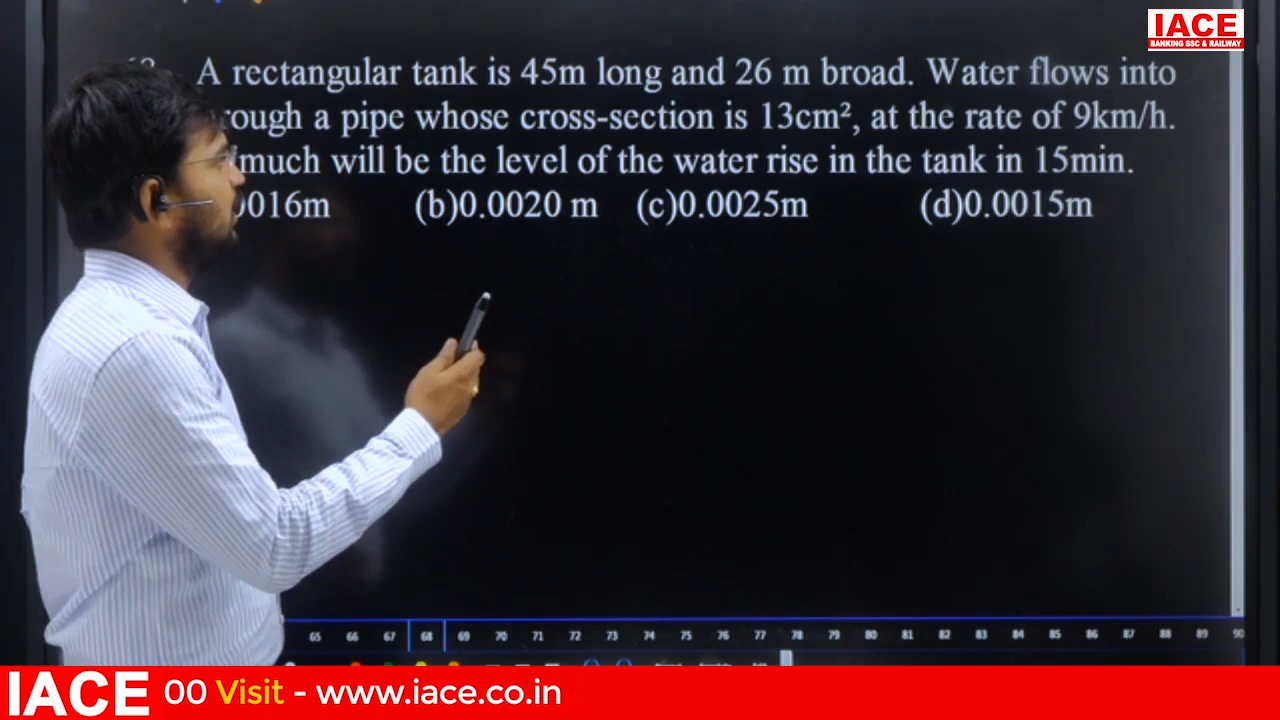 IACE
BANKING SSC & RAILWAY
A rectangular tank is 45m long and 26 m broad. Water flows into
rough a pipe whose cross-section is 13cm², at the rate of 9km/h.
much will be the level of the water rise in the tank in 15min.
0016m (b)0.0020 m (c)0.0025m (d)0.0015m
65 66 67 68 69 70 71 72 73 74 75 76 77 78 79 80 81 82 83 84 85 86 87 88 89 90
IACE 00 Visit - www.iace.co.in